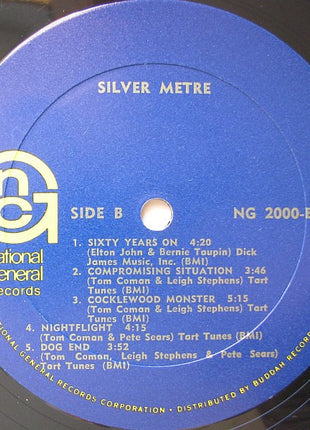 SILVER METRE
ncg
ational
eneral
ecords
SIDE B
NG 2000-B
1. SIXTY YEARS ON 4:20
(Elton John & Bernie Toupin) Dick
James Music, Inc. (BMI)
2. COMPROMISING SITUATION 3:46
(Tom Coman & Leigh Stephens) Tart
Tunes (BMI)
3. COCKLEWOOD MONSTER 5:15
(Tom Coman & Leigh Stephens) Tart
Tunes (BMI)
4. NIGHTFLIGHT 4:15
(Tom Coman & Pete Sears) Tart Tunes (BMI)
5. DOG END 3:52
(Tom Coman, Leigh Stephens & Pete Sears)
Tart Tunes (BMI)
NATIONAL GENERAL RECORDS CORPORATION • DISTRIBUTED BY BUDDAH RECOR